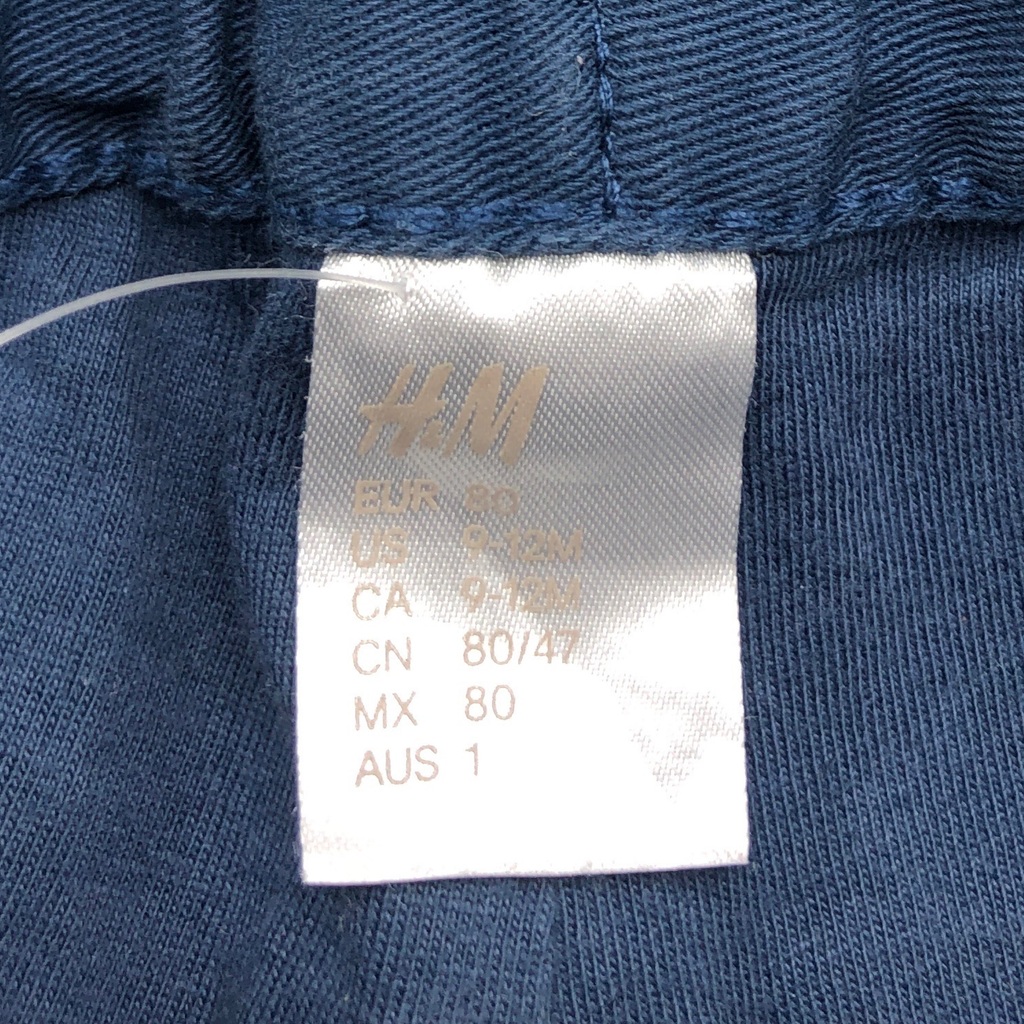 H&M
EUR 80
US 9-12M
CA 9-12M
CN 80/47
MX 80
AUS 1